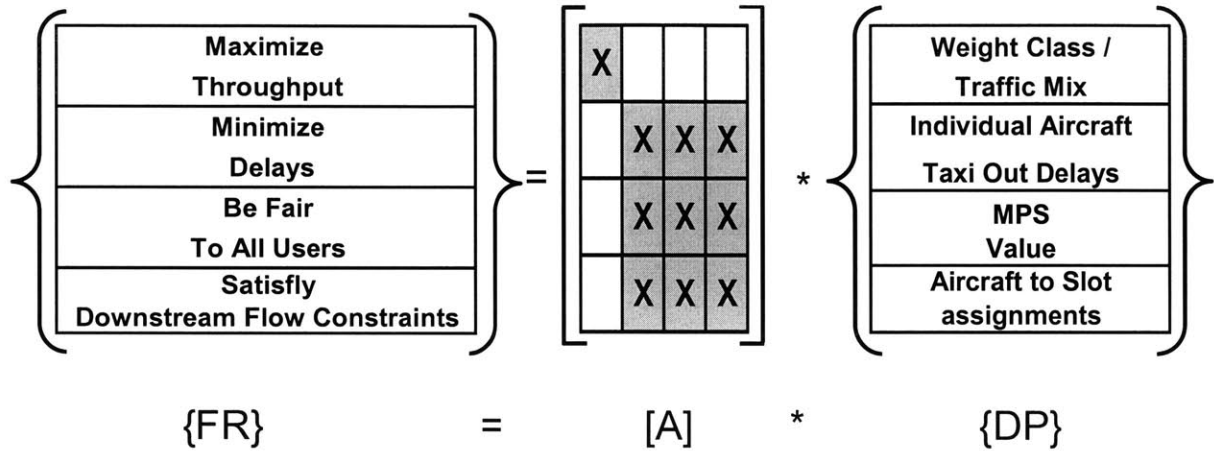 Maximize
Throughput
Minimize
Delays
Be Fair
To All Users
Satisfly
Downstream Flow Constraints
=
X
X X X
X X X
X X X
*
Weight Class /
Traffic Mix
Individual Aircraft
Taxi Out Delays
MPS
Value
Aircraft to Slot
assignments
{FR} = [A] * {DP}